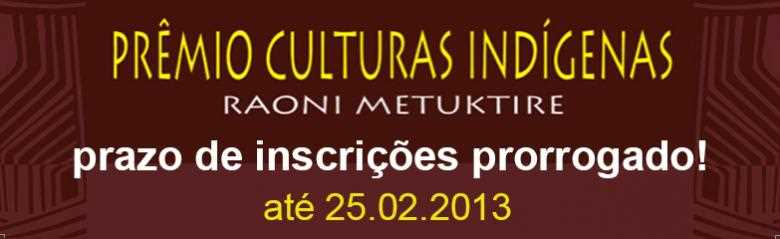 PRÊMIO CULTURAS INDÍGENAS
RAONI METUKTIRE
prazo de inscrições prorrogado!
até 25.02.2013